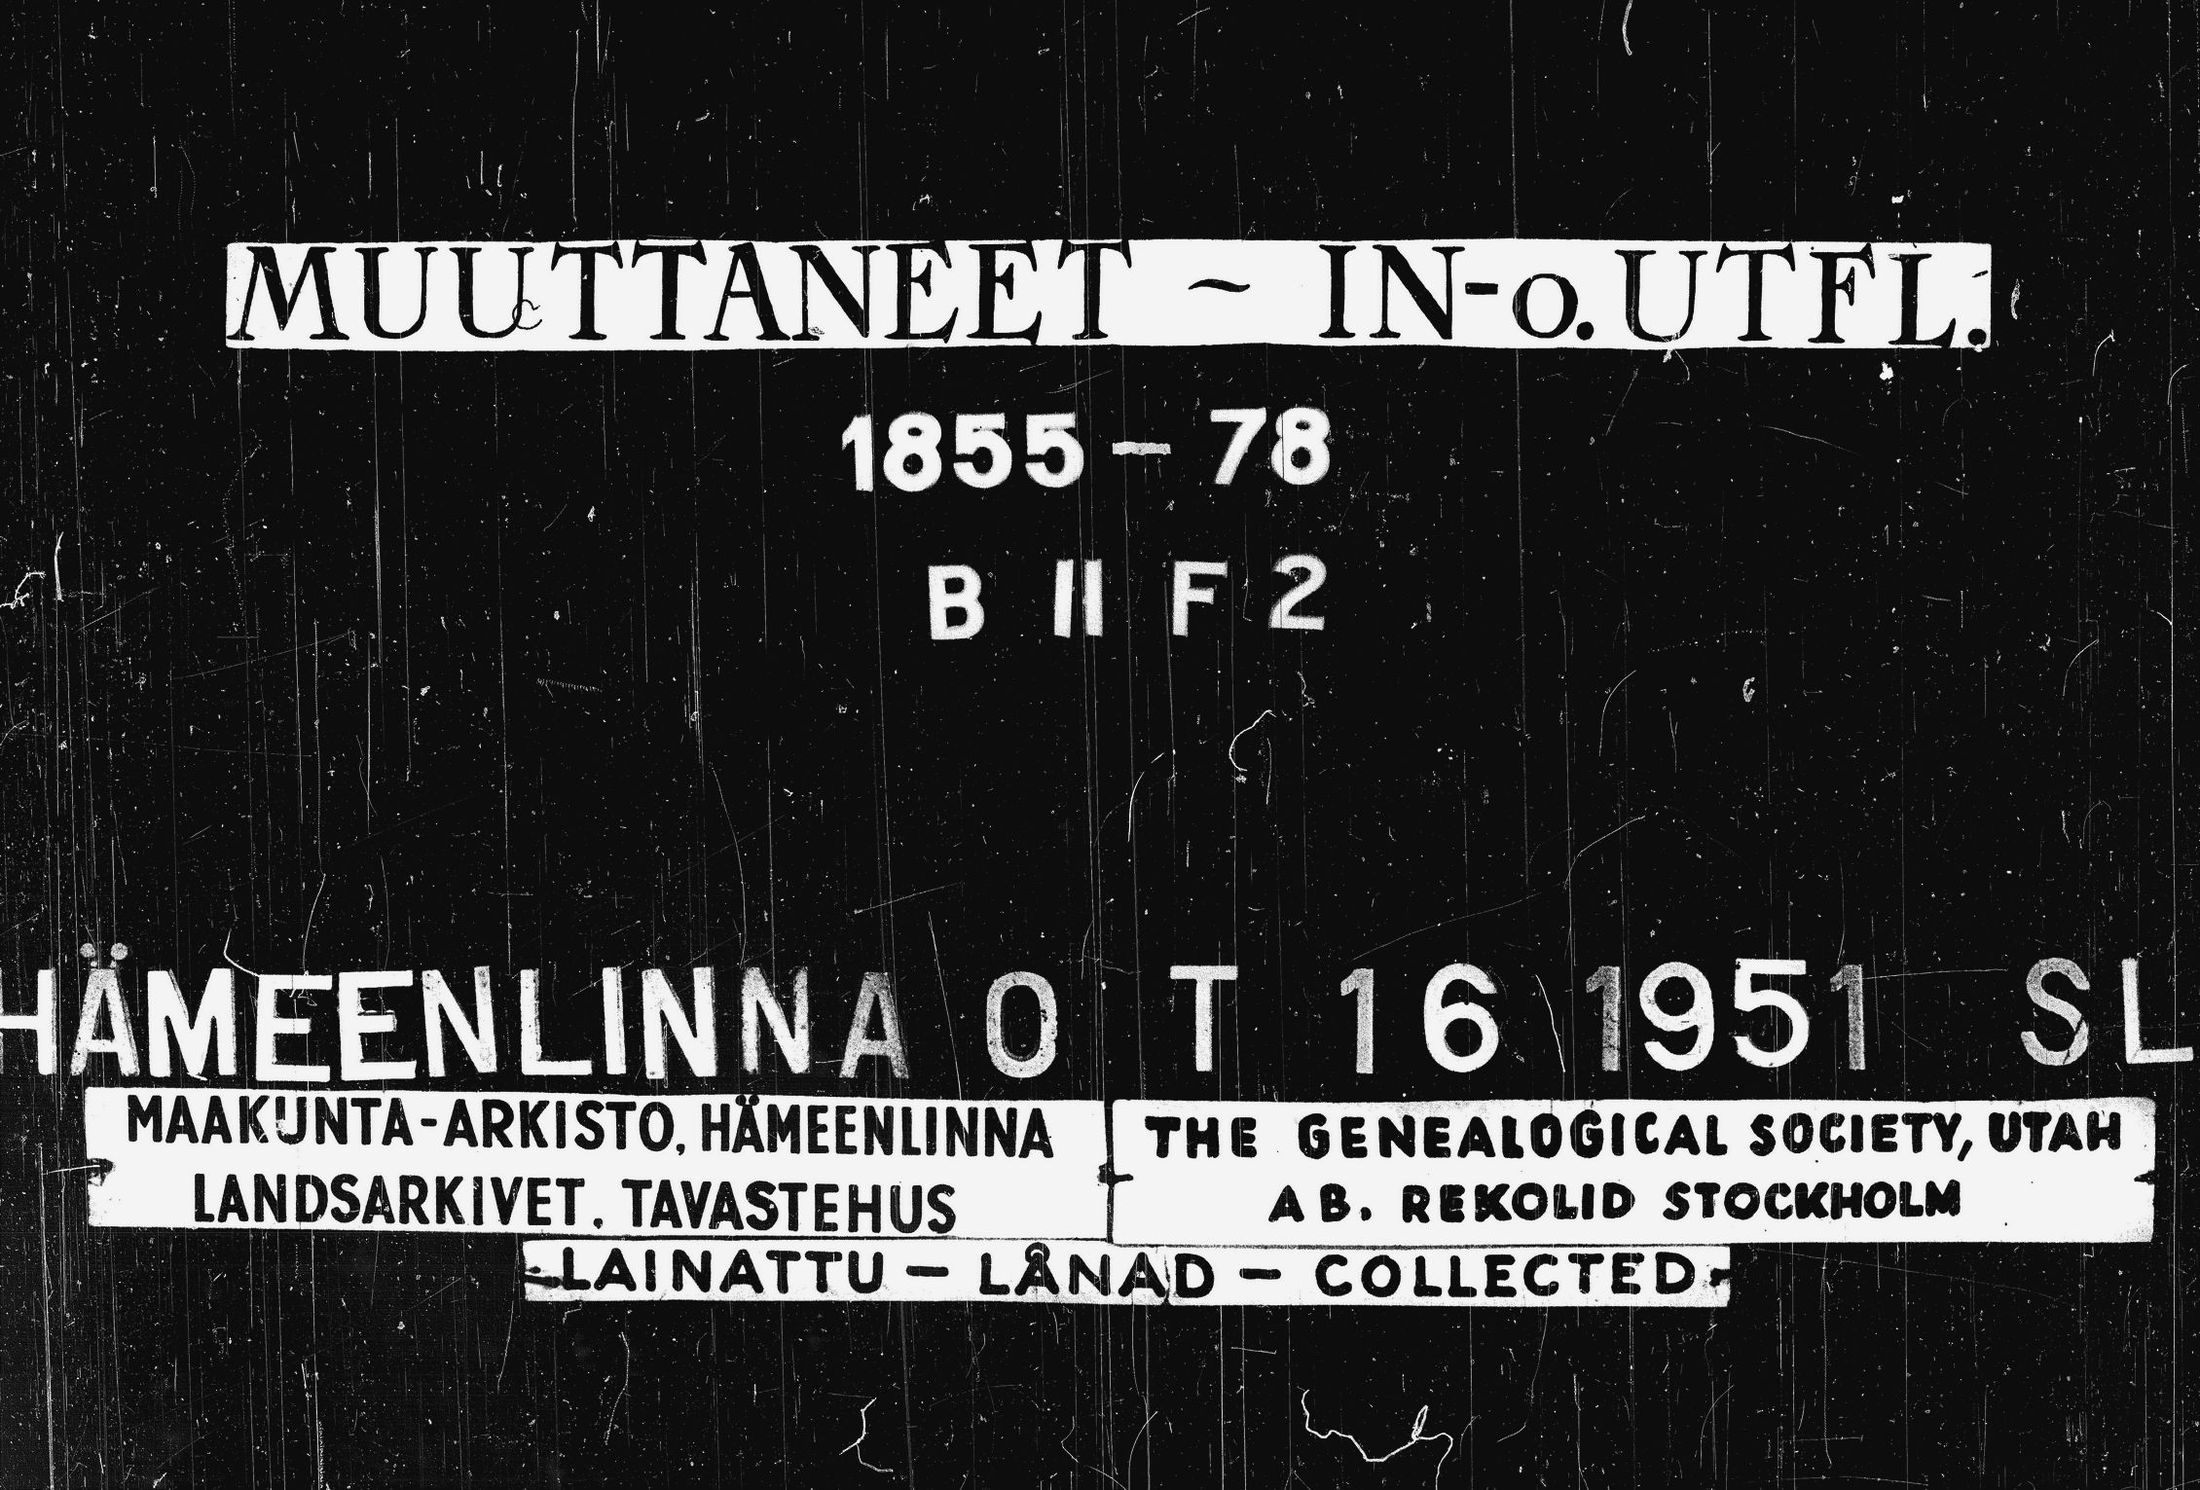 MUUTTANEET ~ IN-o.UTFL.
1855 - 78
B II F 2
HÄMEENLINNA O T 16 1951 SL
MAAKUNTA-ARKISTO, HÄMEENLINNA
LANDSARKIVET, TAVASTEHUS
THE GENEALOGICAL SOCIETY, UTAH
AB. REKOLID STOCKHOLM
LAINATTU – LÅNAD – COLLECTED